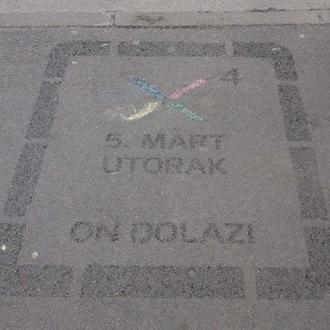 4
5. MART
UTORAK
ON DOLAZI